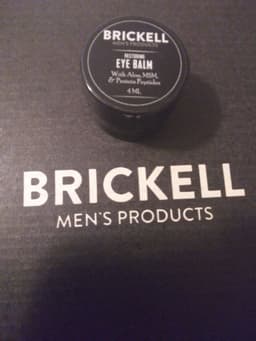 BRICKELL
MEN'S PRODUCTS
RESTORING
EYE BALM
With Aloe, MSM,
& Protein Peptides
4 ML
BRICKELL
MEN'S PRODUCTS